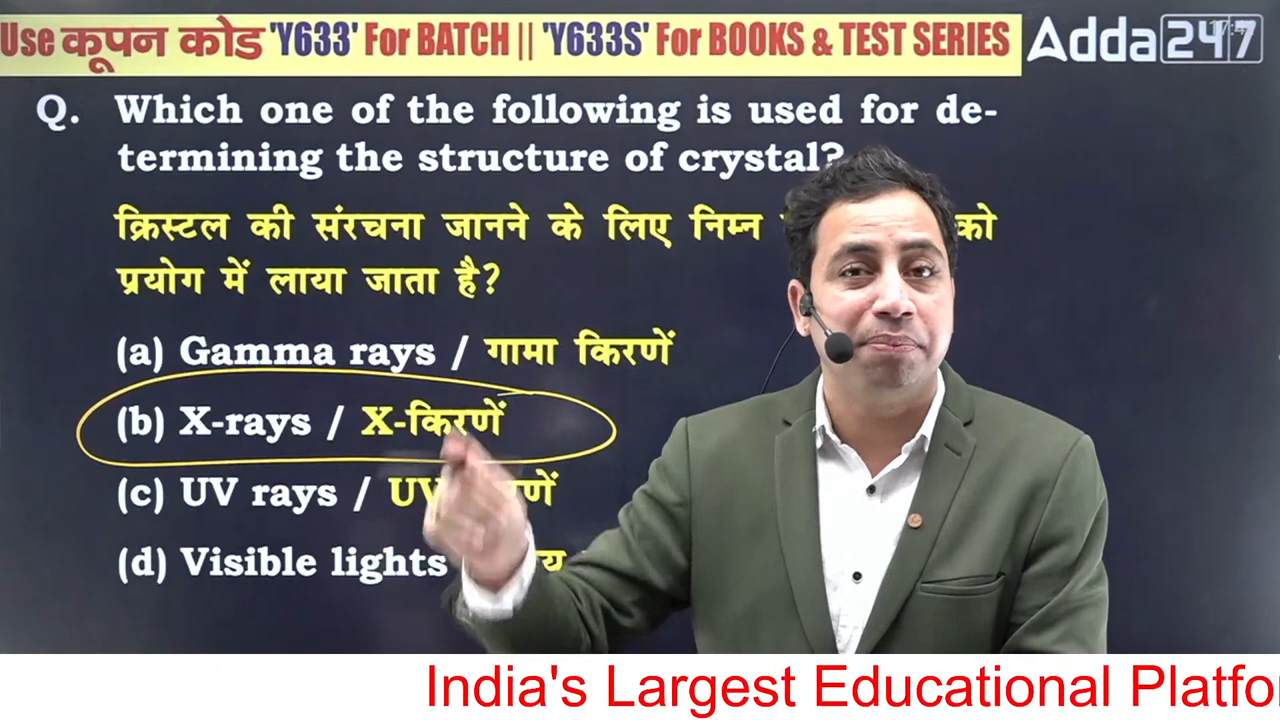 Use कूपन कोड 'Y633' For BATCH || 'Y633S' For BOOKS & TEST SERIES
Adda 247
Q. Which one of the following is used for de-
termining the structure of crystal?
क्रिस्टल की संरचना जानने के लिए निम्न को
प्रयोग में लाया जाता है?
(a) Gamma rays / गामा किरणें
(b) X-rays / X-किरणें
(c) UV rays / UV
(d) Visible lights
India's Largest Educational